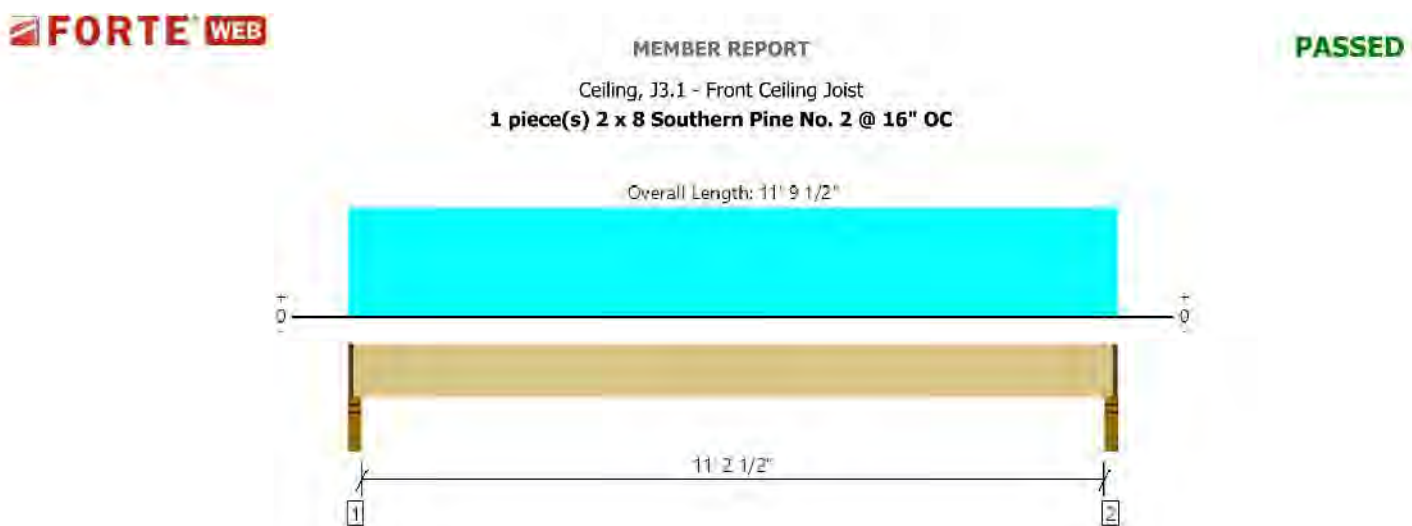 FORTE WEB
MEMBER REPORT
PASSED
Ceiling, J3.1 - Front Ceiling Joist
1 piece(s) 2 x 8 Southern Pine No. 2 @ 16" OC
Overall Length: 11' 9 1/2"
+ +
0 0
- -
11' 2 1/2"
1 2